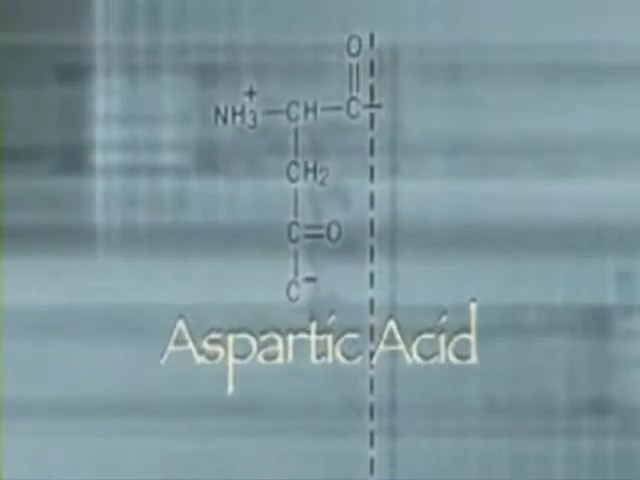 O
NH3+—CH—C—
CH2
C=O
C−
Aspartic Acid